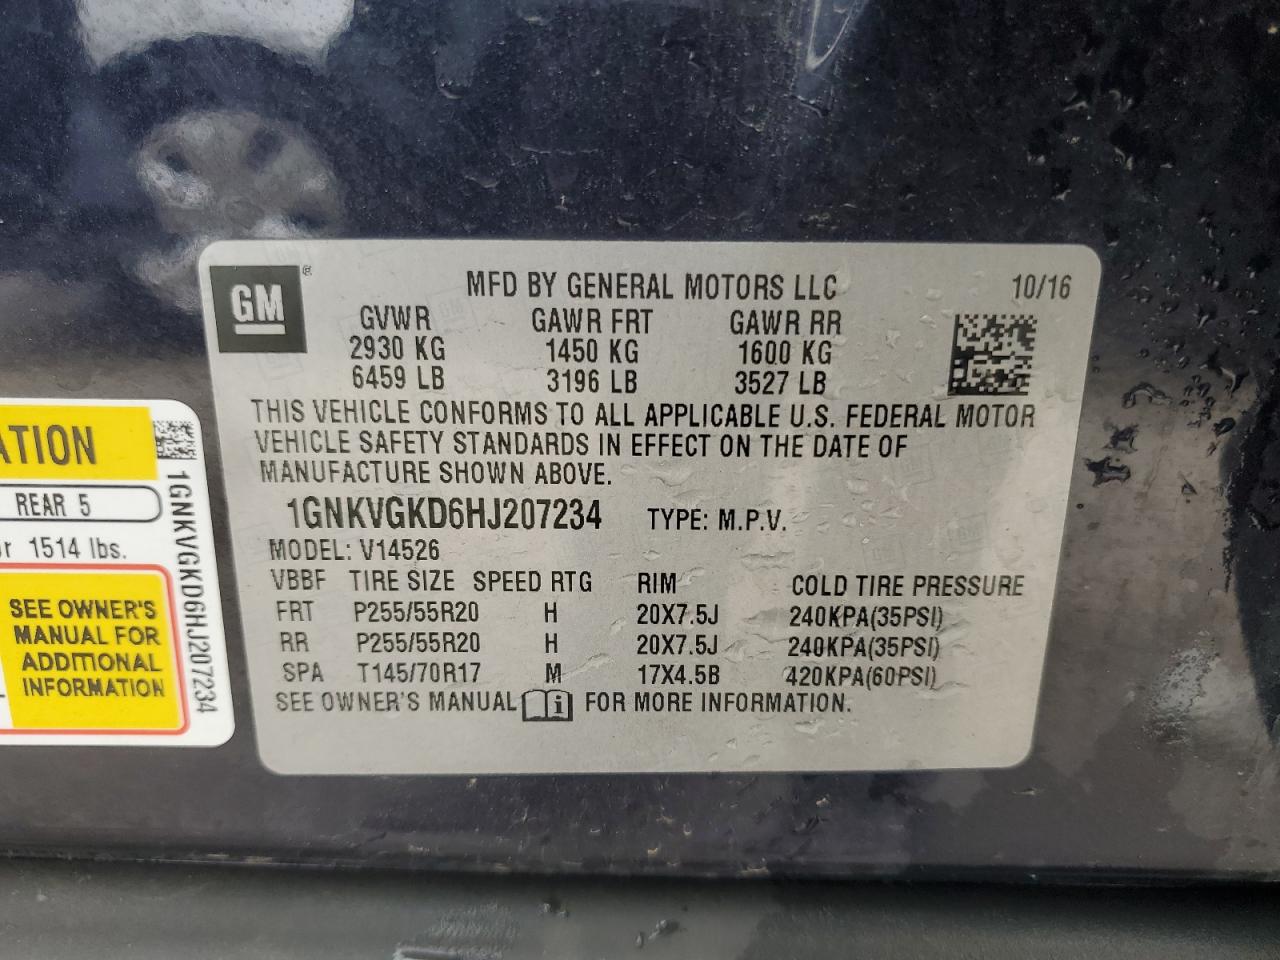 GM
MFD BY GENERAL MOTORS LLC 10/16
GVWR GAWR FRT GAWR RR
2930 KG 1450 KG 1600 KG
6459 LB 3196 LB 3527 LB
THIS VEHICLE CONFORMS TO ALL APPLICABLE U.S. FEDERAL MOTOR
VEHICLE SAFETY STANDARDS IN EFFECT ON THE DATE OF
MANUFACTURE SHOWN ABOVE.
1GNKVGKD6HJ207234 TYPE: M.P.V.
MODEL: V14526
VBBF TIRE SIZE SPEED RTG RIM COLD TIRE PRESSURE
FRT P255/55R20 H 20X7.5J 240KPA(35PSI)
RR P255/55R20 H 20X7.5J 240KPA(35PSI)
SPA T145/70R17 M 17X4.5B 420KPA(60PSI)
SEE OWNER'S MANUAL i FOR MORE INFORMATION.
ATION
REAR 5
r 1514 lbs.
SEE OWNER'S
MANUAL FOR
ADDITIONAL
INFORMATION
1GNKVGKD6HJ207234